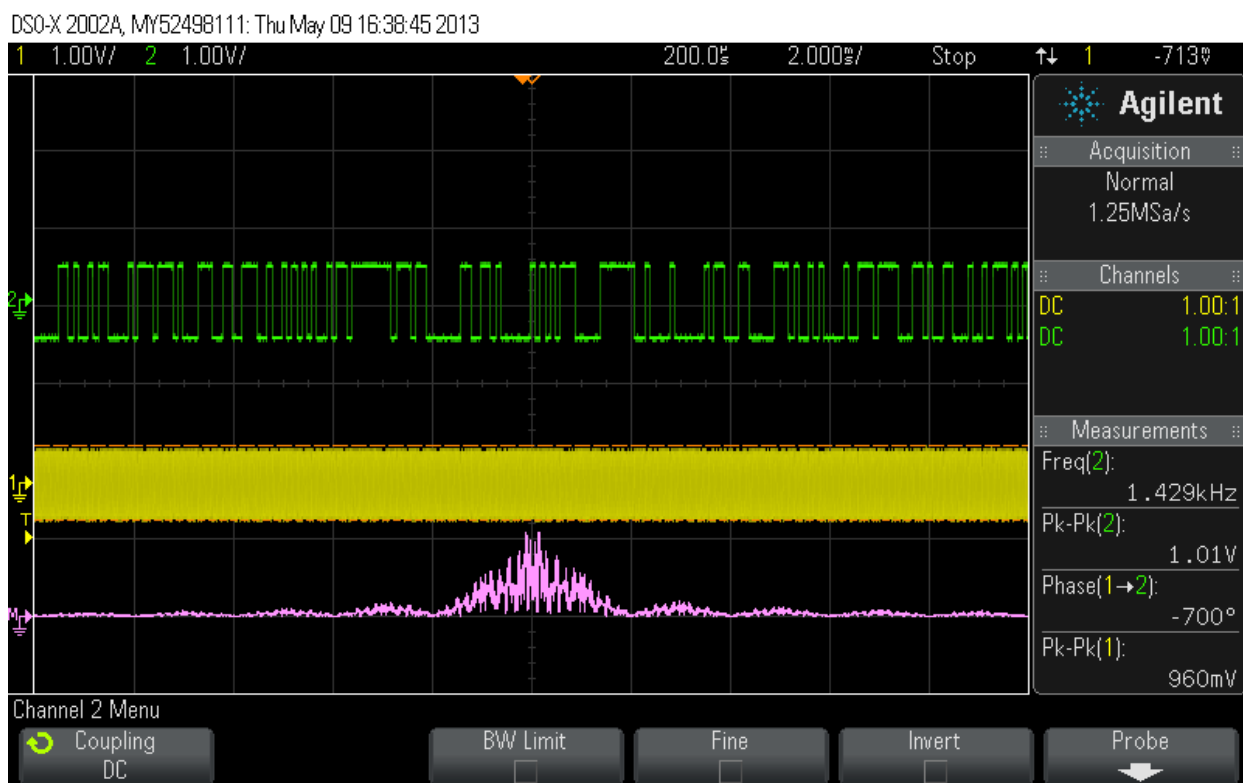 DSO-X 2002A, MY52498111: Thu May 09 16:38:45 2013
1 1.00V/ 2 1.00V/ 200.0µs 2.000ms/ Stop ↑↓ 1 -713mV
Agilent
Acquisition
Normal
1.25MSa/s
Channels
DC 1.00:1
DC 1.00:1
Measurements
Freq(2):
1.429kHz
Pk-Pk(2):
1.01V
Phase(1→2):
-700°
Pk-Pk(1):
960mV
2
1
T
M
Channel 2 Menu
Coupling
DC
BW Limit
Fine
Invert
Probe